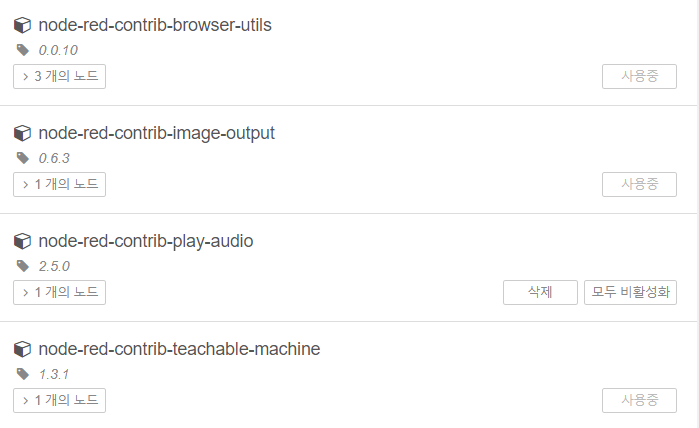 node-red-contrib-browser-utils
0.0.10
3 개의 노드 사용중
node-red-contrib-image-output
0.6.3
1 개의 노드 사용중
node-red-contrib-play-audio
2.5.0
1 개의 노드 삭제 모두 비활성화
node-red-contrib-teachable-machine
1.3.1
1 개의 노드 사용중